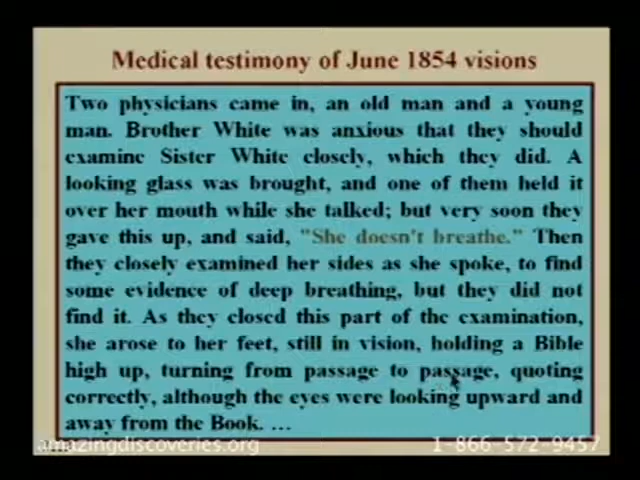 Medical testimony of June 1854 visions
Two physicians came in, an old man and a young
man. Brother White was anxious that they should
examine Sister White closely, which they did. A
looking glass was brought, and one of them held it
over her mouth while she talked; but very soon they
gave this up, and said, "She doesn't breathe." Then
they closely examined her sides as she spoke, to find
some evidence of deep breathing, but they did not
find it. As they closed this part of the examination,
she arose to her feet, still in vision, holding a Bible
high up, turning from passage to passage, quoting
correctly, although the eyes were looking upward and
away from the Book. ...
amazingdiscoveries.org
1-866-572-9457